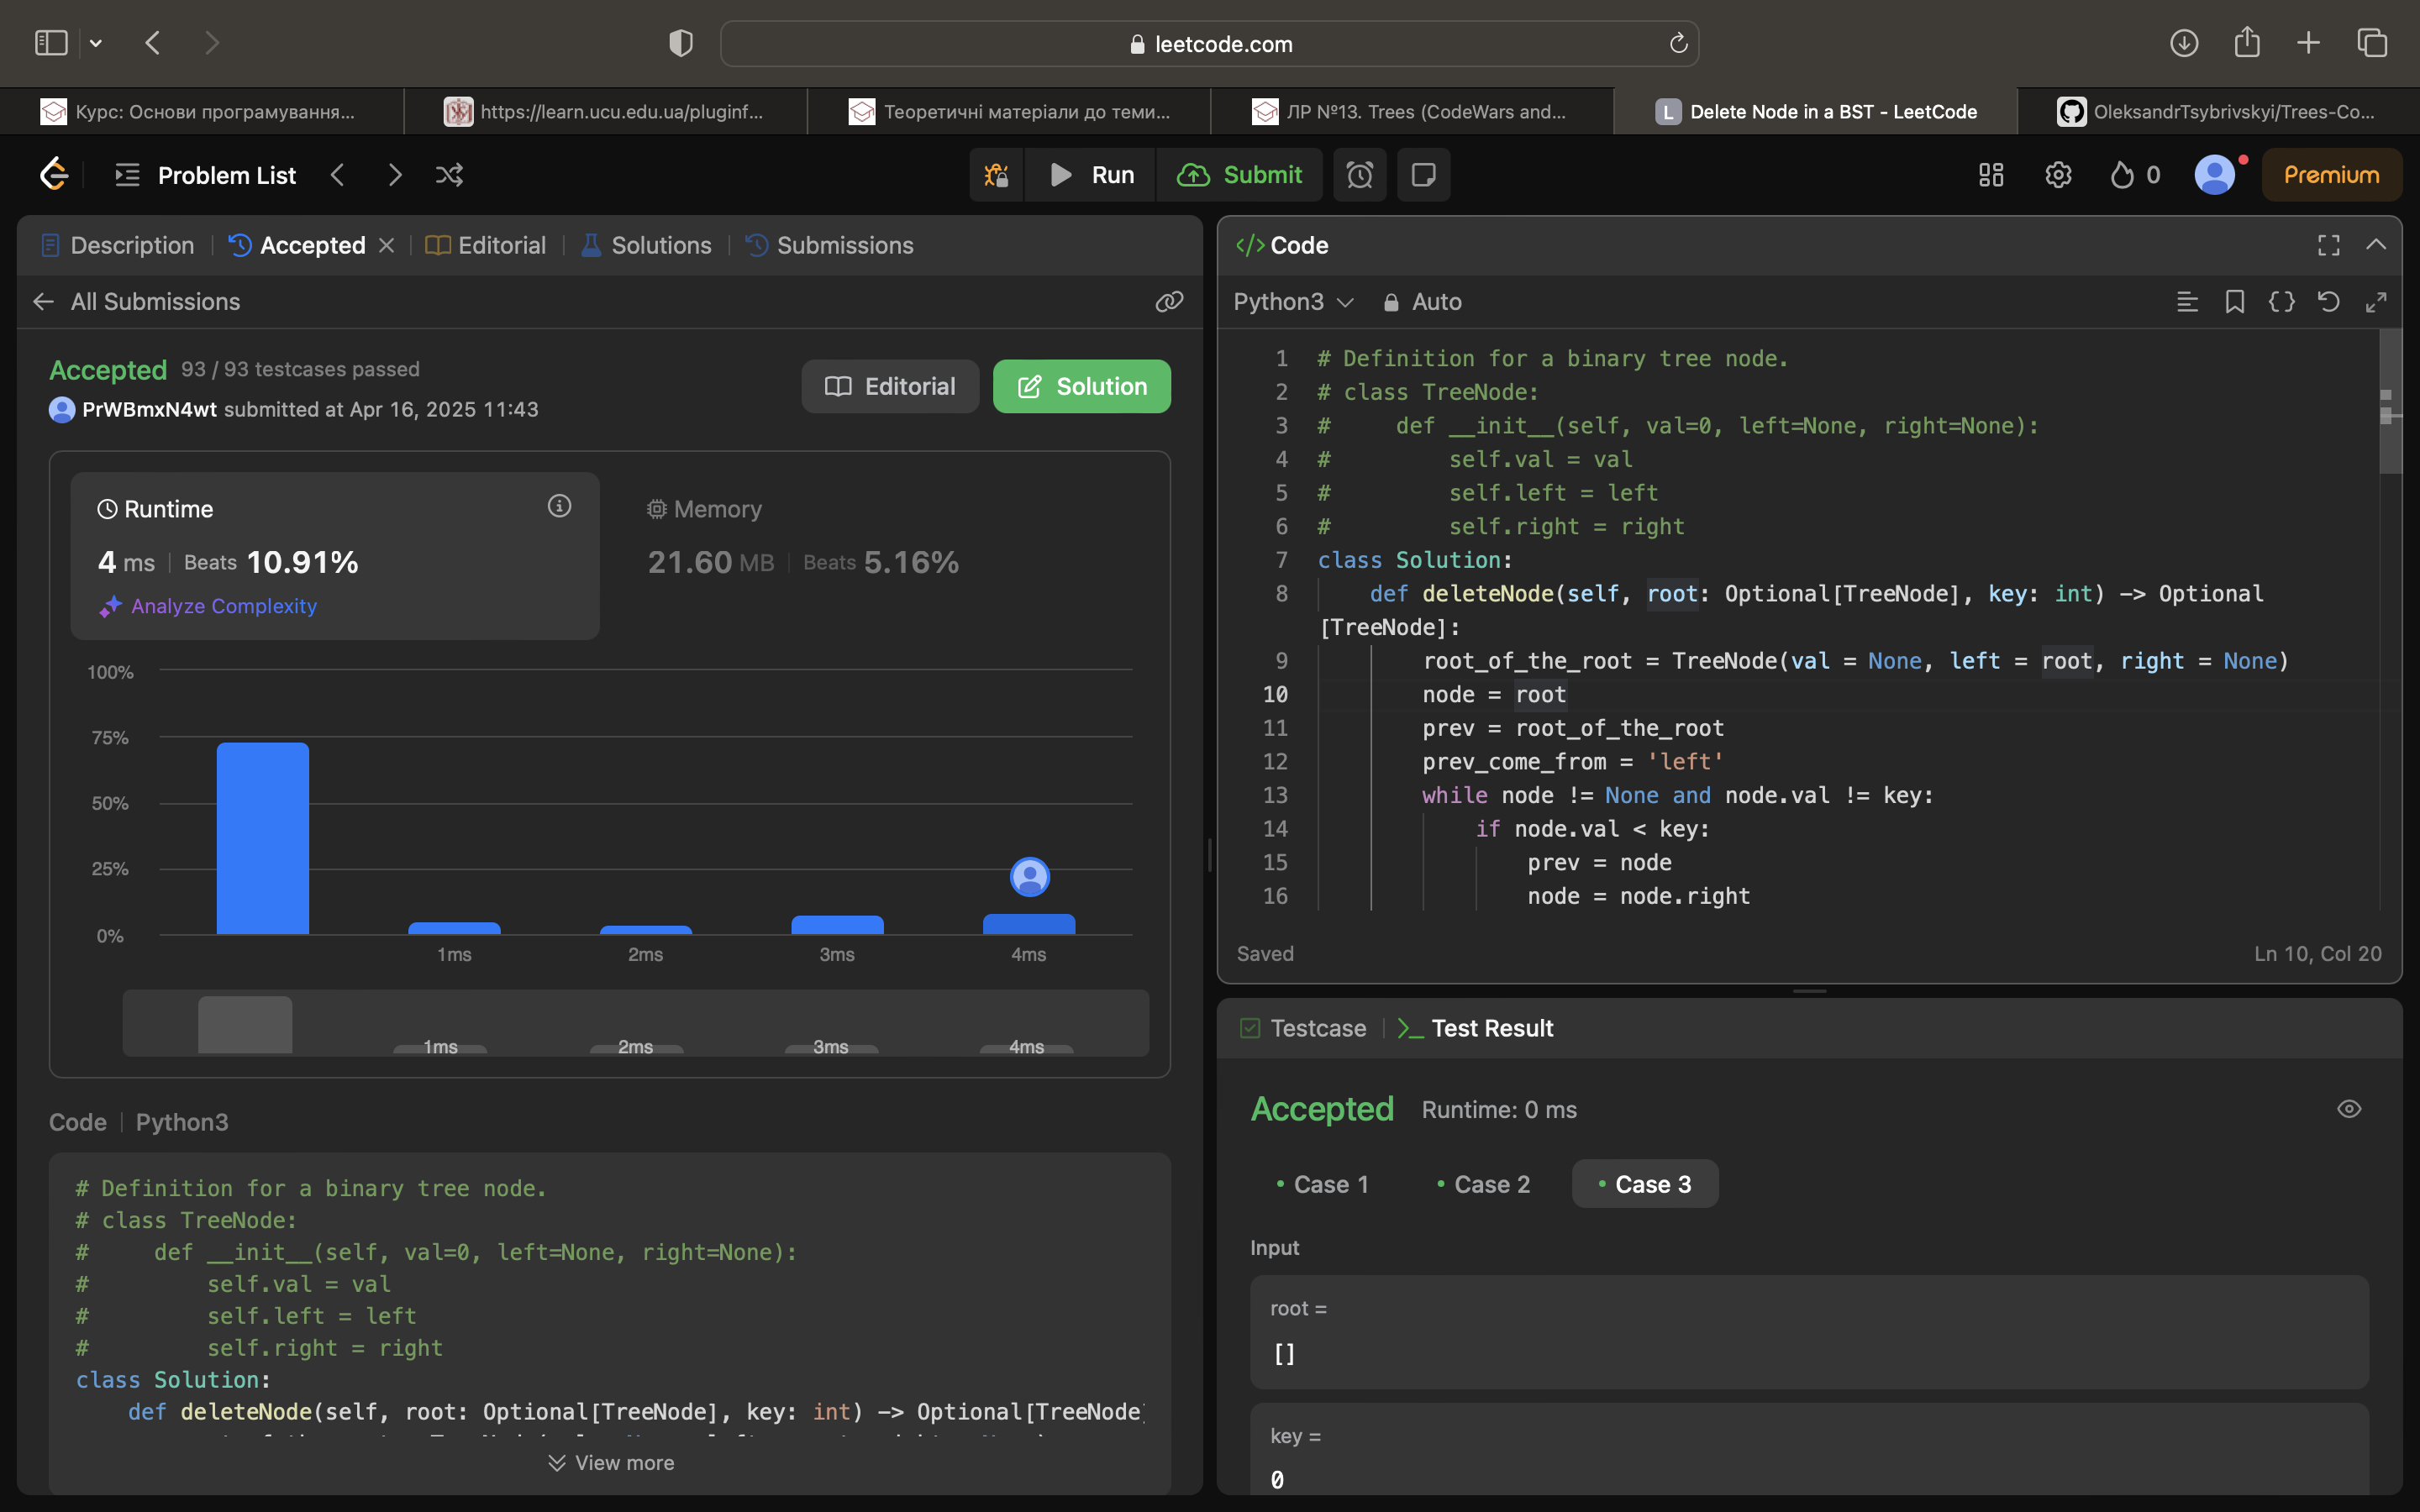 leetcode.com
Курс: Основи програмування...
https://learn.ucu.edu.ua/pluginf...
Теоретичні матеріали до теми...
ЛР №13. Trees (CodeWars and...
L Delete Node in a BST - LeetCode
OleksandrTsybrivskyi/Trees-Co...
Problem List
Run
Submit
0
Premium
Description
Accepted
Editorial
Solutions
Submissions
All Submissions
Accepted 93 / 93 testcases passed
PrWBmxN4wt submitted at Apr 16, 2025 11:43
Editorial
Solution
Runtime
4 ms | Beats 10.91%
Analyze Complexity
Memory
21.60 MB | Beats 5.16%
100%
75%
50%
25%
0%
1ms
2ms
3ms
4ms
1ms
2ms
3ms
4ms
Code | Python3
# Definition for a binary tree node.
# class TreeNode:
#     def __init__(self, val=0, left=None, right=None):
#         self.val = val
#         self.left = left
#         self.right = right
class Solution:
    def deleteNode(self, root: Optional[TreeNode], key: int) -> Optional[TreeNode]
View more
</> Code
Python3
Auto
1 # Definition for a binary tree node.
2 # class TreeNode:
3 #     def __init__(self, val=0, left=None, right=None):
4 #         self.val = val
5 #         self.left = left
6 #         self.right = right
7 class Solution:
8     def deleteNode(self, root: Optional[TreeNode], key: int) -> Optional
[TreeNode]:
9         root_of_the_root = TreeNode(val = None, left = root, right = None)
10         node = root
11         prev = root_of_the_root
12         prev_come_from = 'left'
13         while node != None and node.val != key:
14             if node.val < key:
15                 prev = node
16                 node = node.right
Saved
Ln 10, Col 20
Testcase
Test Result
Accepted Runtime: 0 ms
• Case 1
• Case 2
• Case 3
Input
root =
[]
key =
0